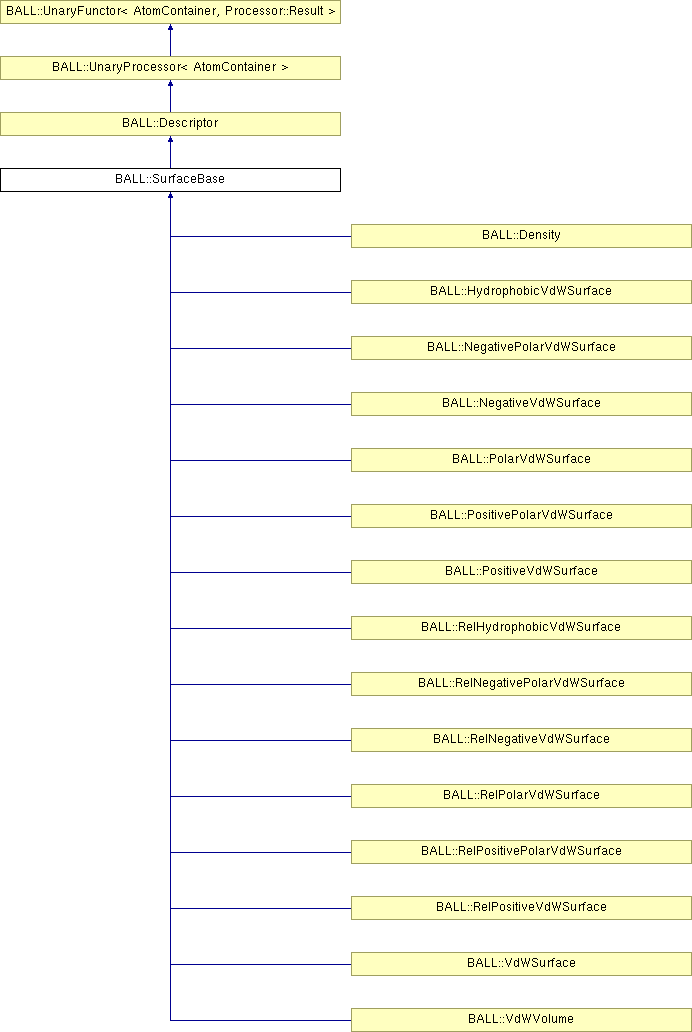 BALL::UnaryFunctor< AtomContainer, Processor::Result >
BALL::UnaryProcessor< AtomContainer >
BALL::Descriptor
BALL::SurfaceBase
BALL::Density
BALL::HydrophobicVdWSurface
BALL::NegativePolarVdWSurface
BALL::NegativeVdWSurface
BALL::PolarVdWSurface
BALL::PositivePolarVdWSurface
BALL::PositiveVdWSurface
BALL::RelHydrophobicVdWSurface
BALL::RelNegativePolarVdWSurface
BALL::RelNegativeVdWSurface
BALL::RelPolarVdWSurface
BALL::RelPositivePolarVdWSurface
BALL::RelPositiveVdWSurface
BALL::VdWSurface
BALL::VdWVolume